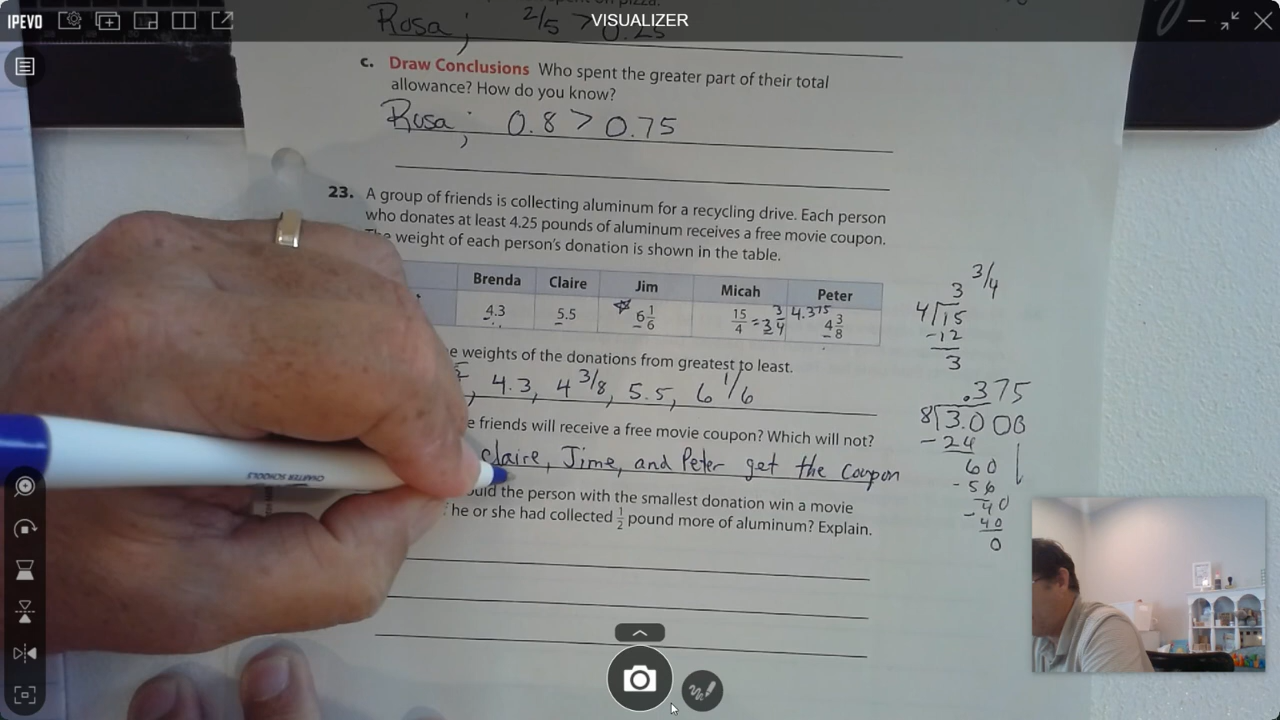 IPEVO
VISUALIZER
Rosa; 2/5 > 0.25
c. Draw Conclusions Who spent the greater part of their total
allowance? How do you know?
Rosa; 0.8 > 0.75
23. A group of friends is collecting aluminum for a recycling drive. Each person
who donates at least 4.25 pounds of aluminum receives a free movie coupon.
weight of each person's donation is shown in the table.
Brenda Claire Jim Micah Peter
4.3 5.5 6 1/6 15/4 = 3 3/4 4.375 4 3/8
weights of the donations from greatest to least.
, 4.3, 4 3/8, 5.5, 6 1/6
friends will receive a free movie coupon? Which will not?
Claire, Jime, and Peter get the coupon
the person with the smallest donation win a movie
he or she had collected 1/2 pound more of aluminum? Explain.
3 3/4
4 15
-12
3
.375
8 3.000
-24
60
-56
40
-40
0